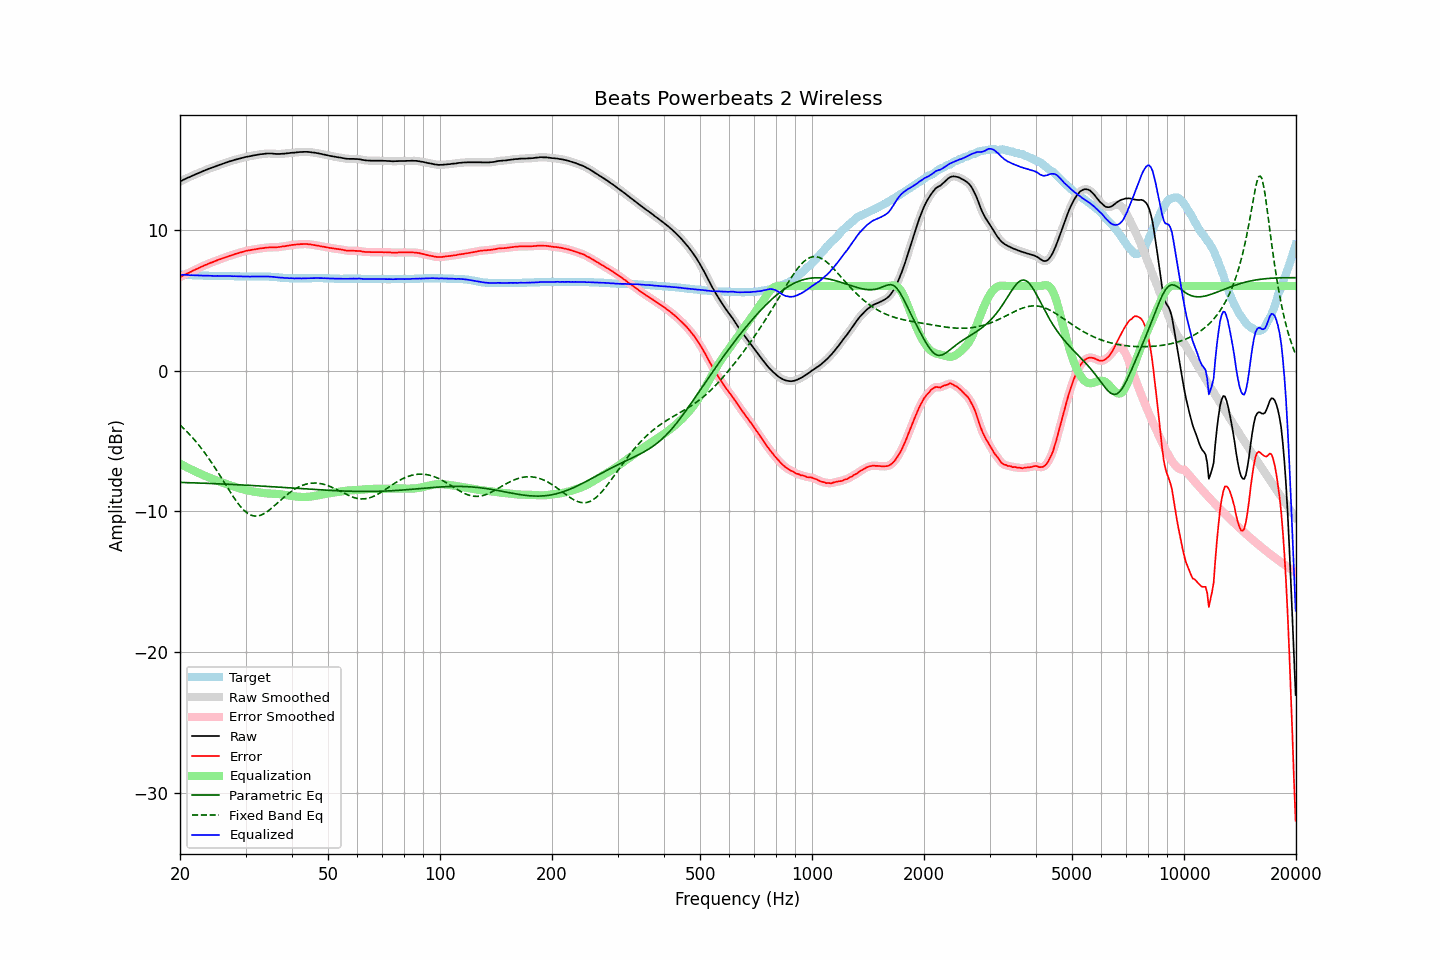 Beats Powerbeats 2 Wireless
Amplitude (dBr)
10
0
−10
−20
−30
Target
Raw Smoothed
Error Smoothed
Raw
Error
Equalization
Parametric Eq
Fixed Band Eq
Equalized
20 50 100 200 500 1000 2000 5000 10000 20000
Frequency (Hz)